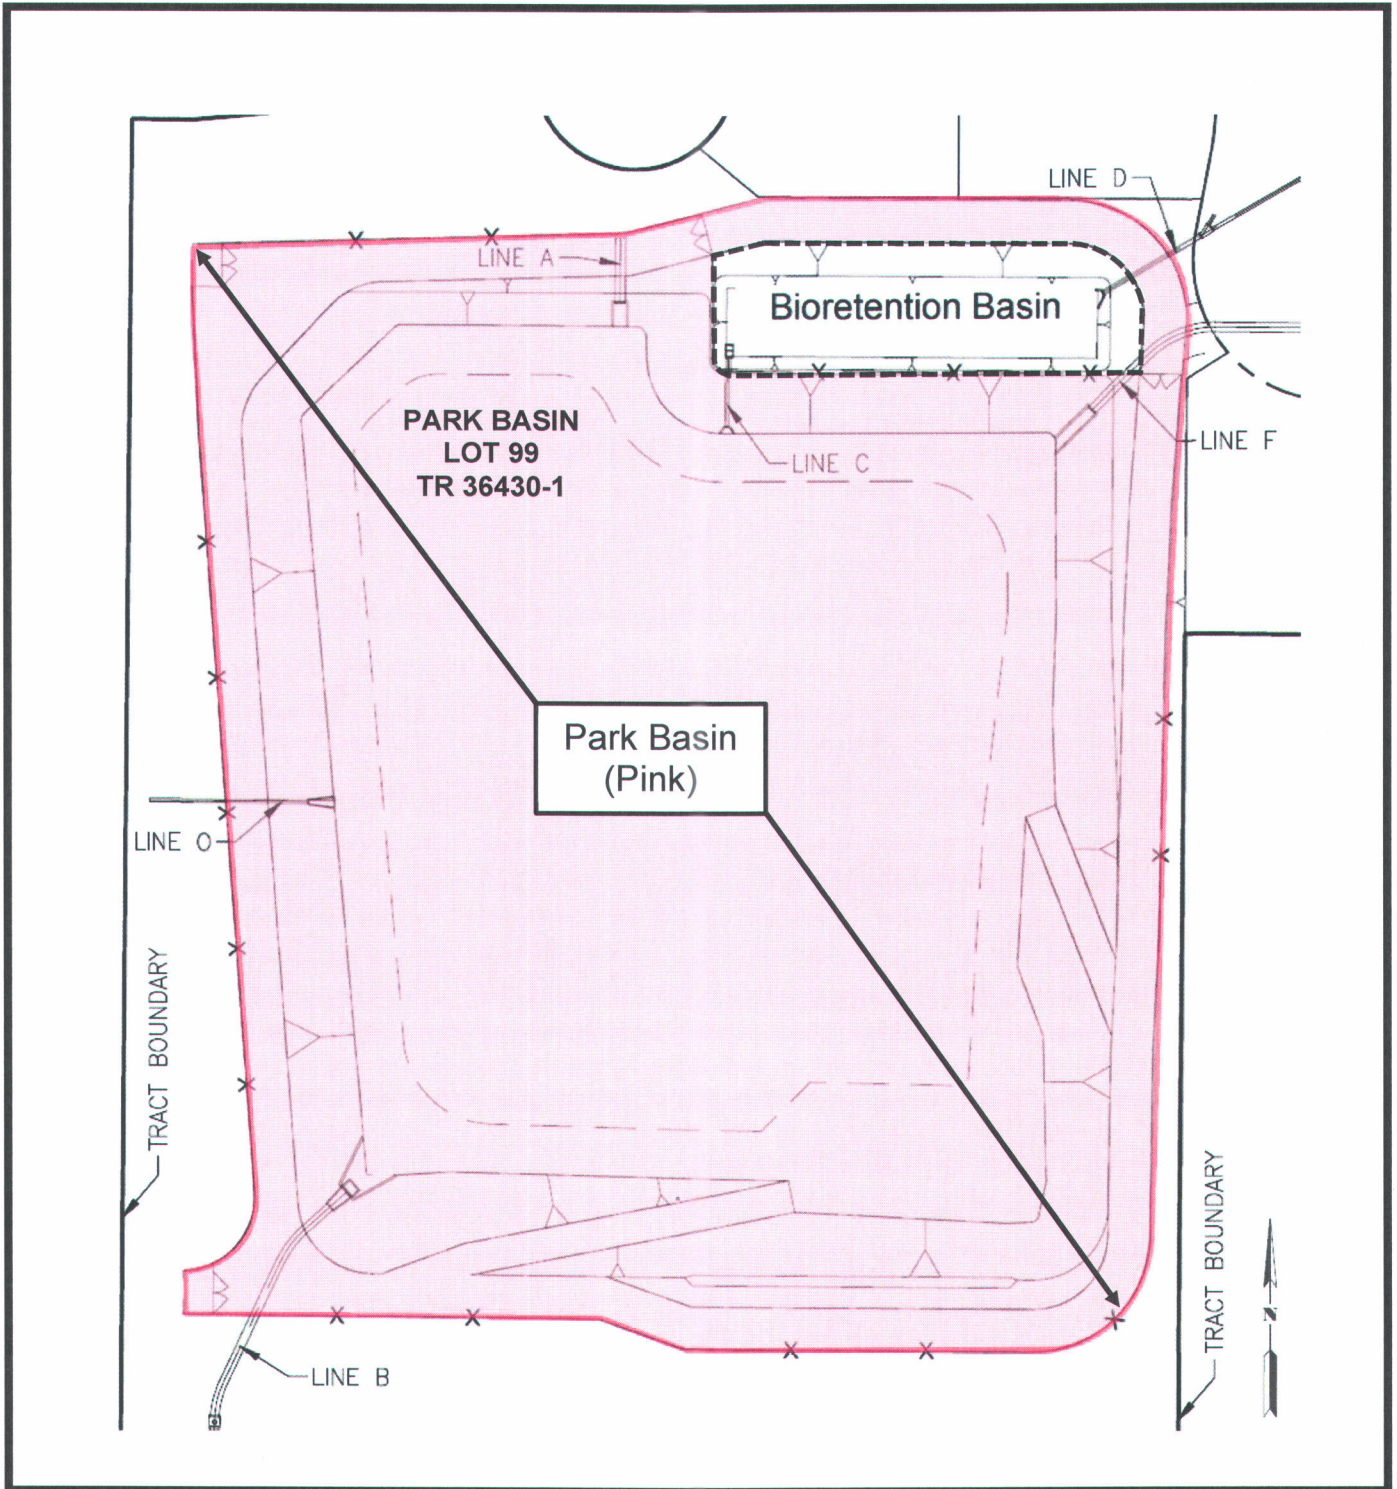 LINE D
LINE A
Bioretention Basin
PARK BASIN
LOT 99
TR 36430-1
LINE F
LINE C
Park Basin
(Pink)
LINE O
TRACT BOUNDARY
TRACT BOUNDARY
N
LINE B